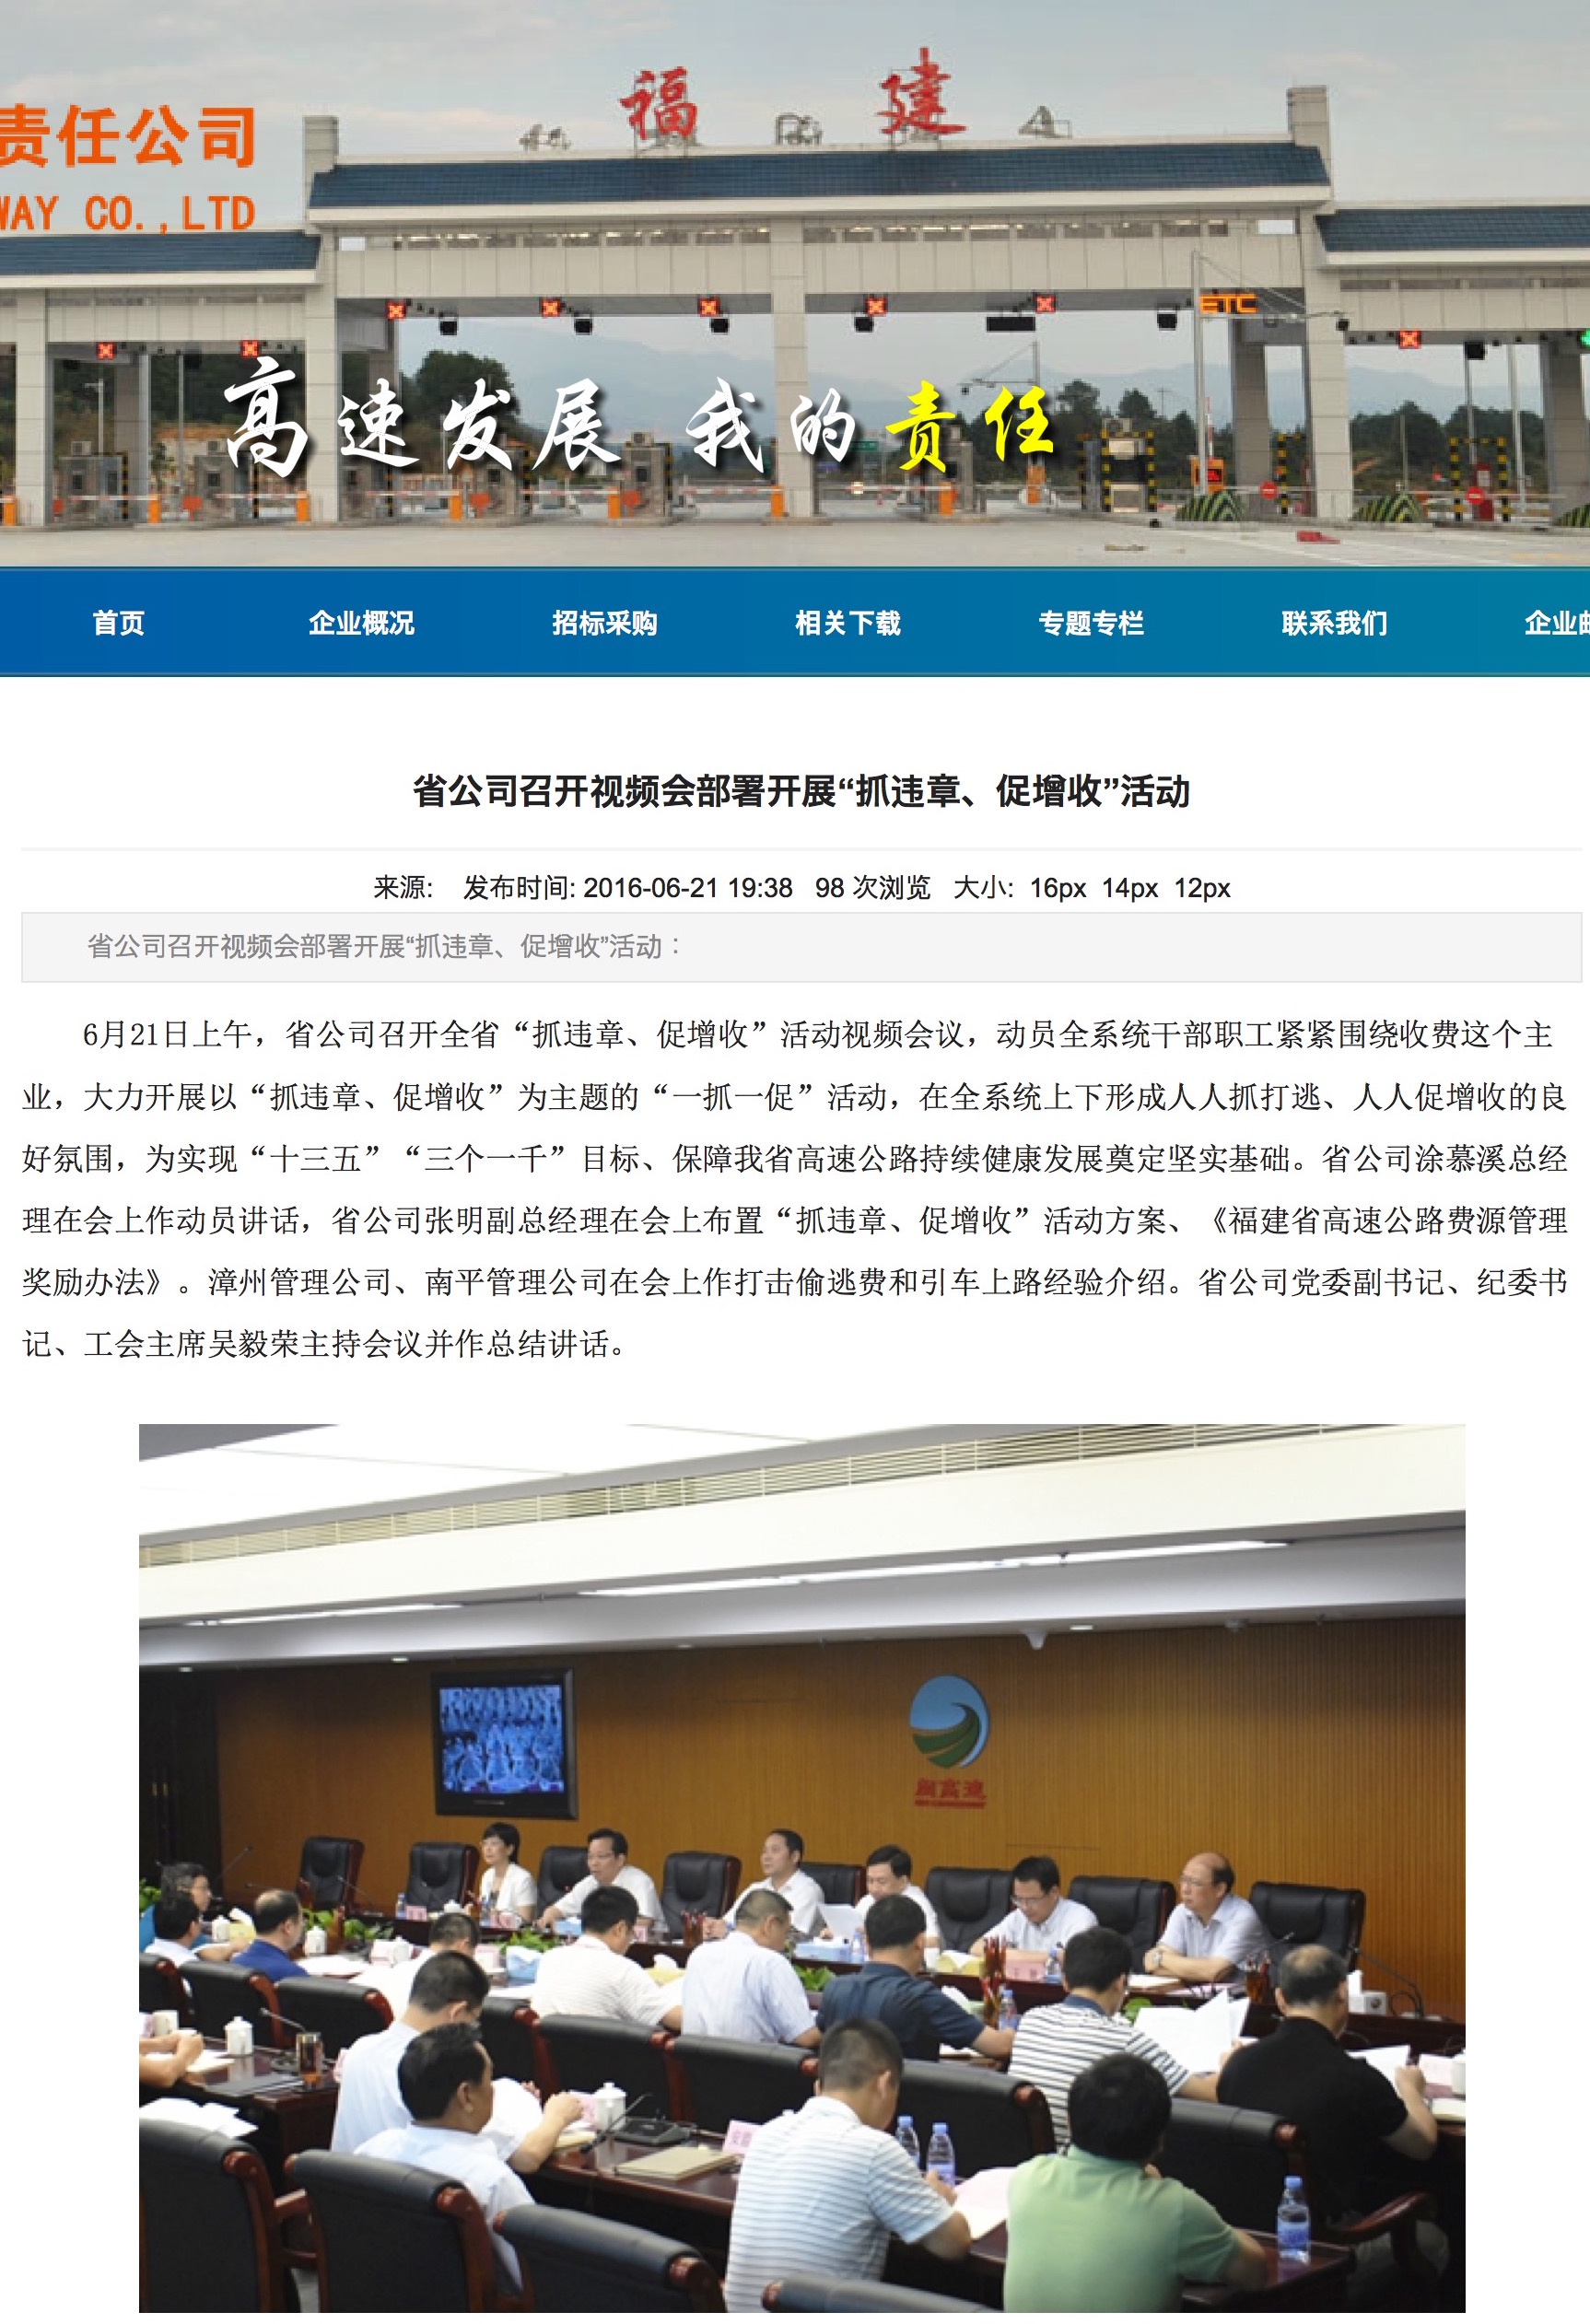 福建
责任公司
WAY CO.,LTD
ETC
高速发展 我的责任
首页 企业概况 招标采购 相关下载 专题专栏 联系我们 企业邮
省公司召开视频会部署开展“抓违章、促增收”活动
来源: 发布时间: 2016-06-21 19:38 98 次浏览 大小: 16px 14px 12px
省公司召开视频会部署开展“抓违章、促增收”活动：
6月21日上午，省公司召开全省“抓违章、促增收”活动视频会议，动员全系统干部职工紧紧围绕收费这个主
业，大力开展以“抓违章、促增收”为主题的“一抓一促”活动，在全系统上下形成人人抓打逃、人人促增收的良
好氛围，为实现“十三五”“三个一千”目标、保障我省高速公路持续健康发展奠定坚实基础。省公司涂慕溪总经
理在会上作动员讲话，省公司张明副总经理在会上布置“抓违章、促增收”活动方案、《福建省高速公路费源管理
奖励办法》。漳州管理公司、南平管理公司在会上作打击偷逃费和引车上路经验介绍。省公司党委副书记、纪委书
记、工会主席吴毅荣主持会议并作总结讲话。
高速